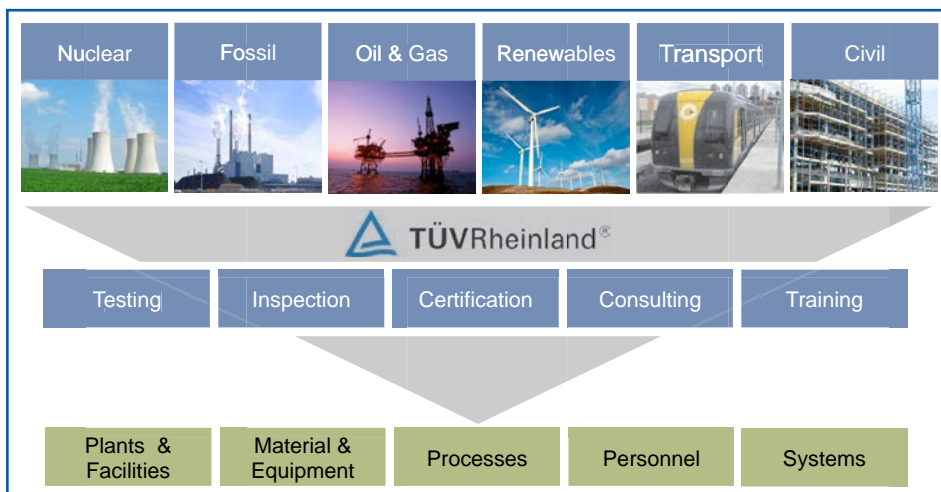 Nuclear
Fossil
Oil & Gas
Renewables
Transport
Civil
TÜVRheinland®
Testing
Inspection
Certification
Consulting
Training
Plants &
Facilities
Material &
Equipment
Processes
Personnel
Systems